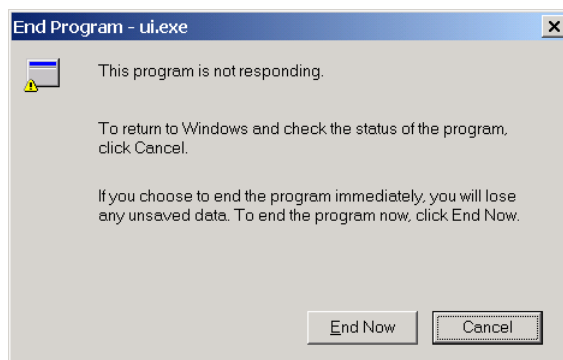 End Program - ui.exe
This program is not responding.
To return to Windows and check the status of the program,
click Cancel.
If you choose to end the program immediately, you will lose
any unsaved data. To end the program now, click End Now.
End Now
Cancel